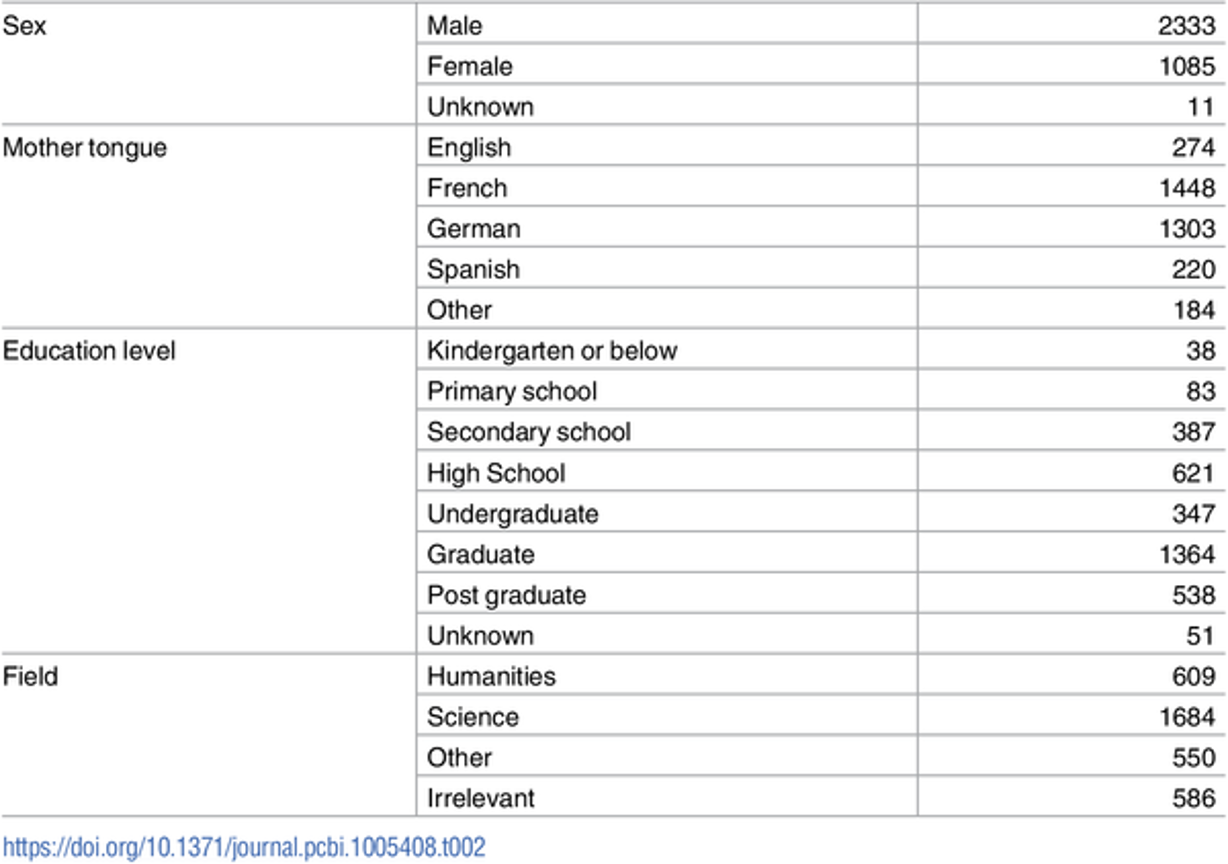 Sex Male 2333
Female 1085
Unknown 11
Mother tongue English 274
French 1448
German 1303
Spanish 220
Other 184
Education level Kindergarten or below 38
Primary school 83
Secondary school 387
High School 621
Undergraduate 347
Graduate 1364
Post graduate 538
Unknown 51
Field Humanities 609
Science 1684
Other 550
Irrelevant 586
https://doi.org/10.1371/journal.pcbi.1005408.t002